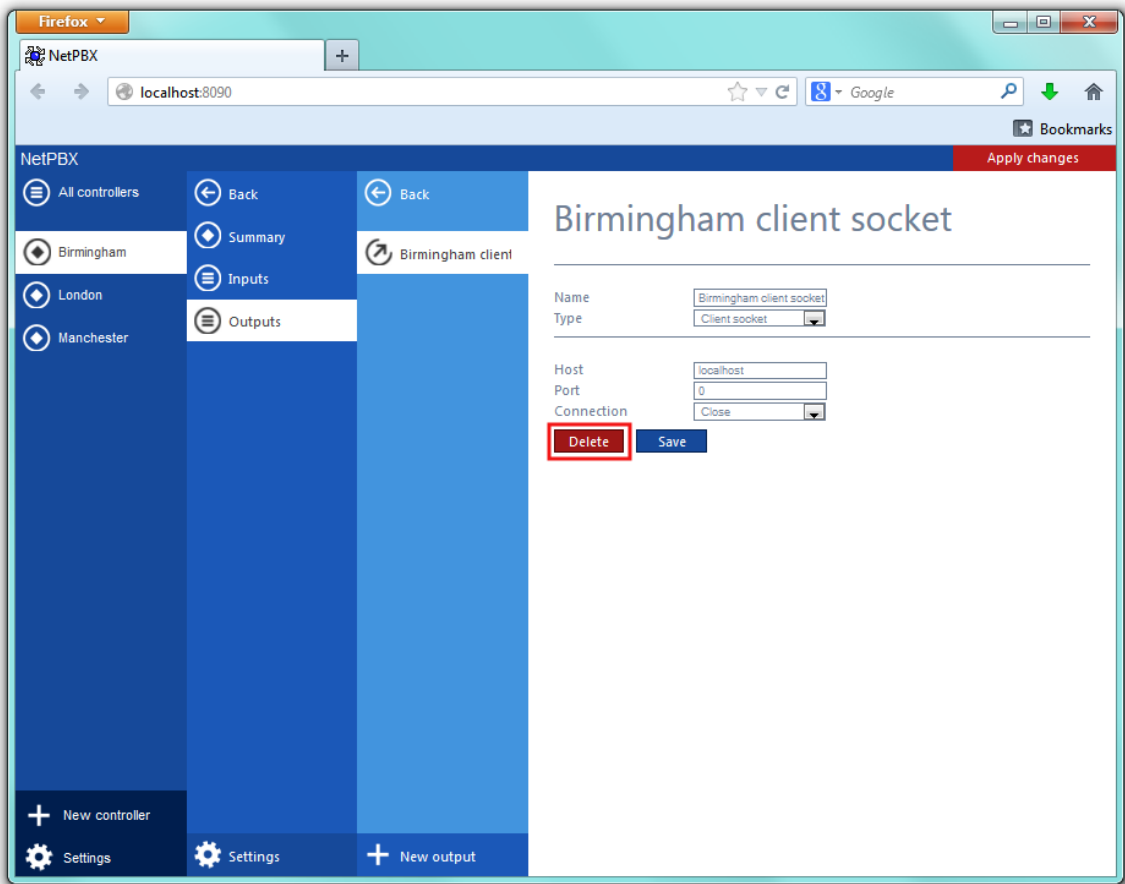 Firefox
NetPBX
localhost:8090
Google
Bookmarks
NetPBX
Apply changes
All controllers
Birmingham
London
Manchester
New controller
Settings
Back
Summary
Inputs
Outputs
Settings
Back
Birmingham client
New output
Birmingham client socket
Name Birmingham client socket
Type Client socket
Host localhost
Port 0
Connection Close
Delete Save